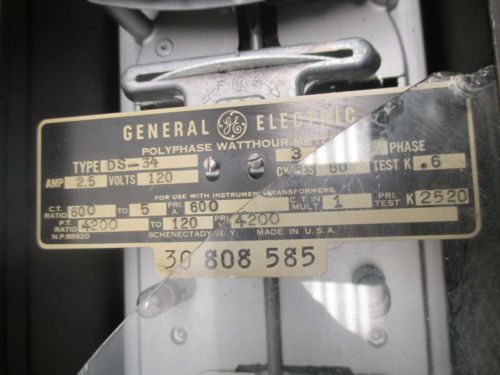 F S
GENERAL GE ELECTRIC
POLYPHASE WATTHOUR METER
TYPE DS-34 3 PHASE
AMP 2.5 VOLTS 120 CYCLES 60 TEST K .6
FOR USE WITH INSTRUMENT TRANSFORMERS
C.T. RATIO 600 TO 5 PRI. A. 600 C.T. IN MULT. 1 PRI. TEST K 2520
P.T. RATIO 4200 TO 120 PRI. V. 4200
N.P.88920 SCHENECTADY N.Y. MADE IN U.S.A.
30 808 585